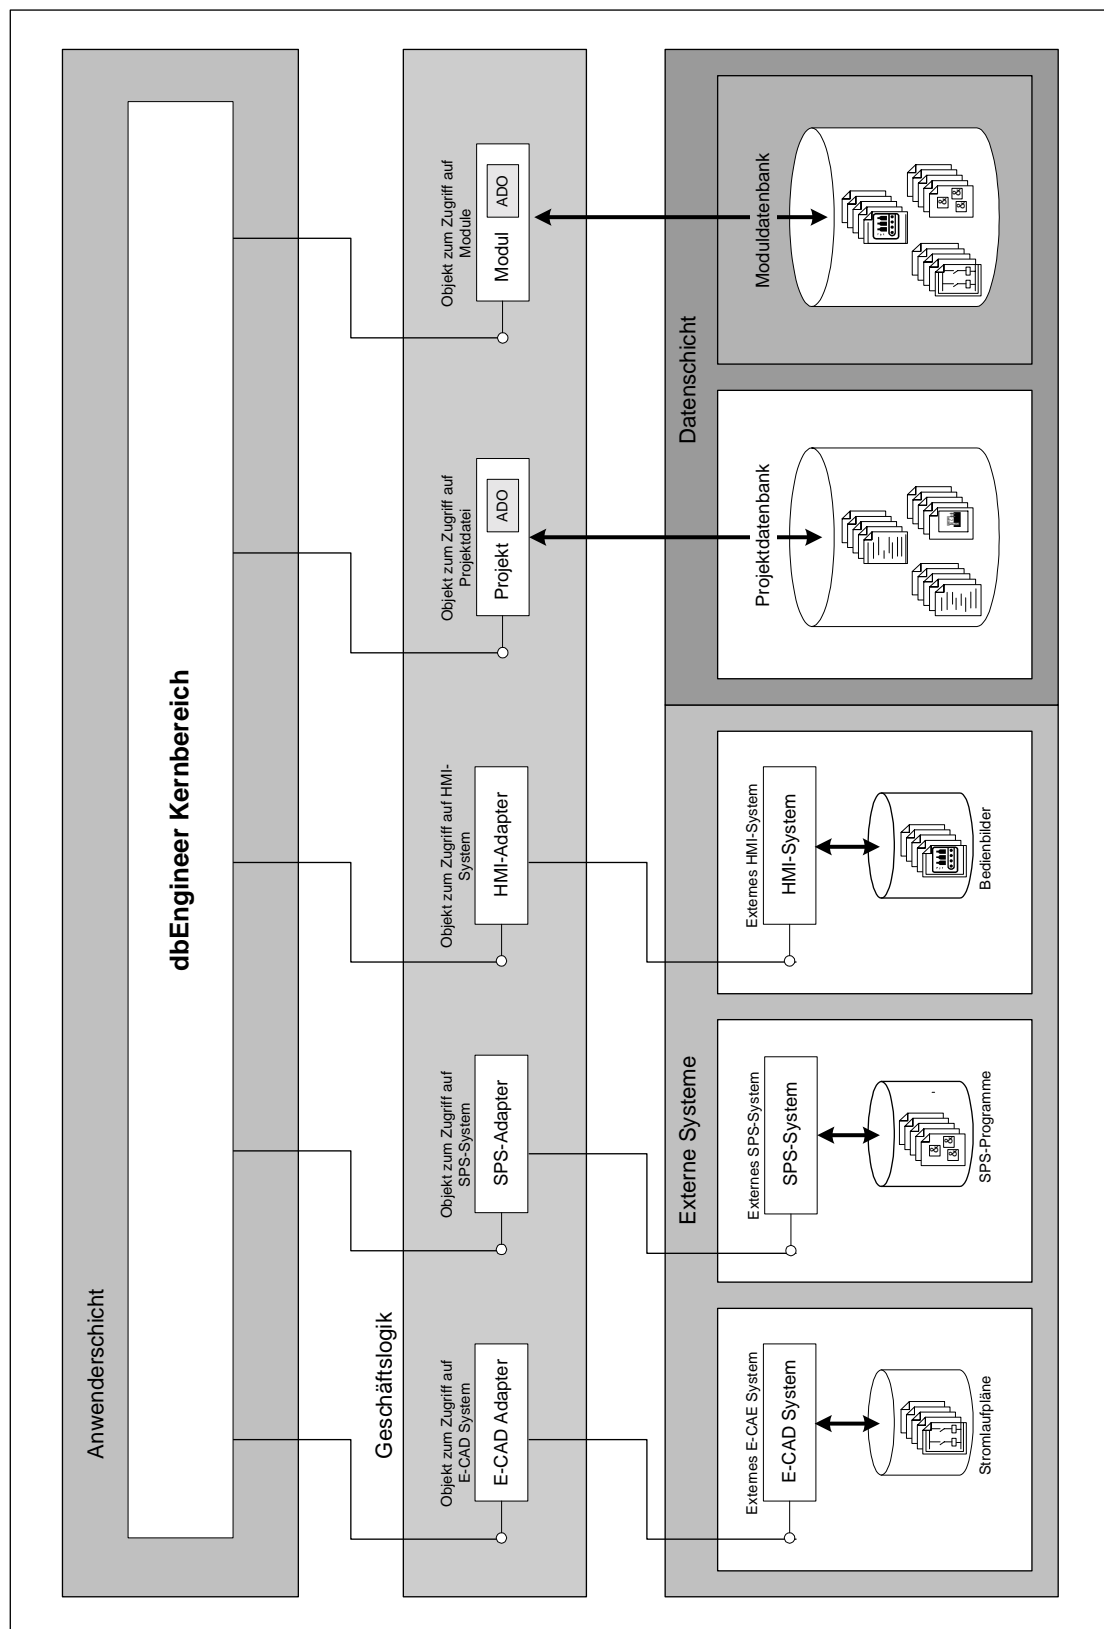 Anwenderschicht
dbEngineer Kernbereich
Geschäftslogik
Objekt zum Zugriff auf
E-CAD System
E-CAD Adapter
Objekt zum Zugriff auf
SPS-System
SPS-Adapter
Objekt zum Zugriff auf HMI-
System
HMI-Adapter
Objekt zum Zugriff auf
Projektdatei
Projekt
ADO
Objekt zum Zugriff auf
Module
Modul
ADO
Externe Systeme
Externes E-CAE System
E-CAD System
Stromlaufpläne
Externes SPS-System
SPS-System
SPS-Programme
Externes HMI-System
HMI-System
Bedienbilder
Datenschicht
Projektdatenbank
Moduldatenbank